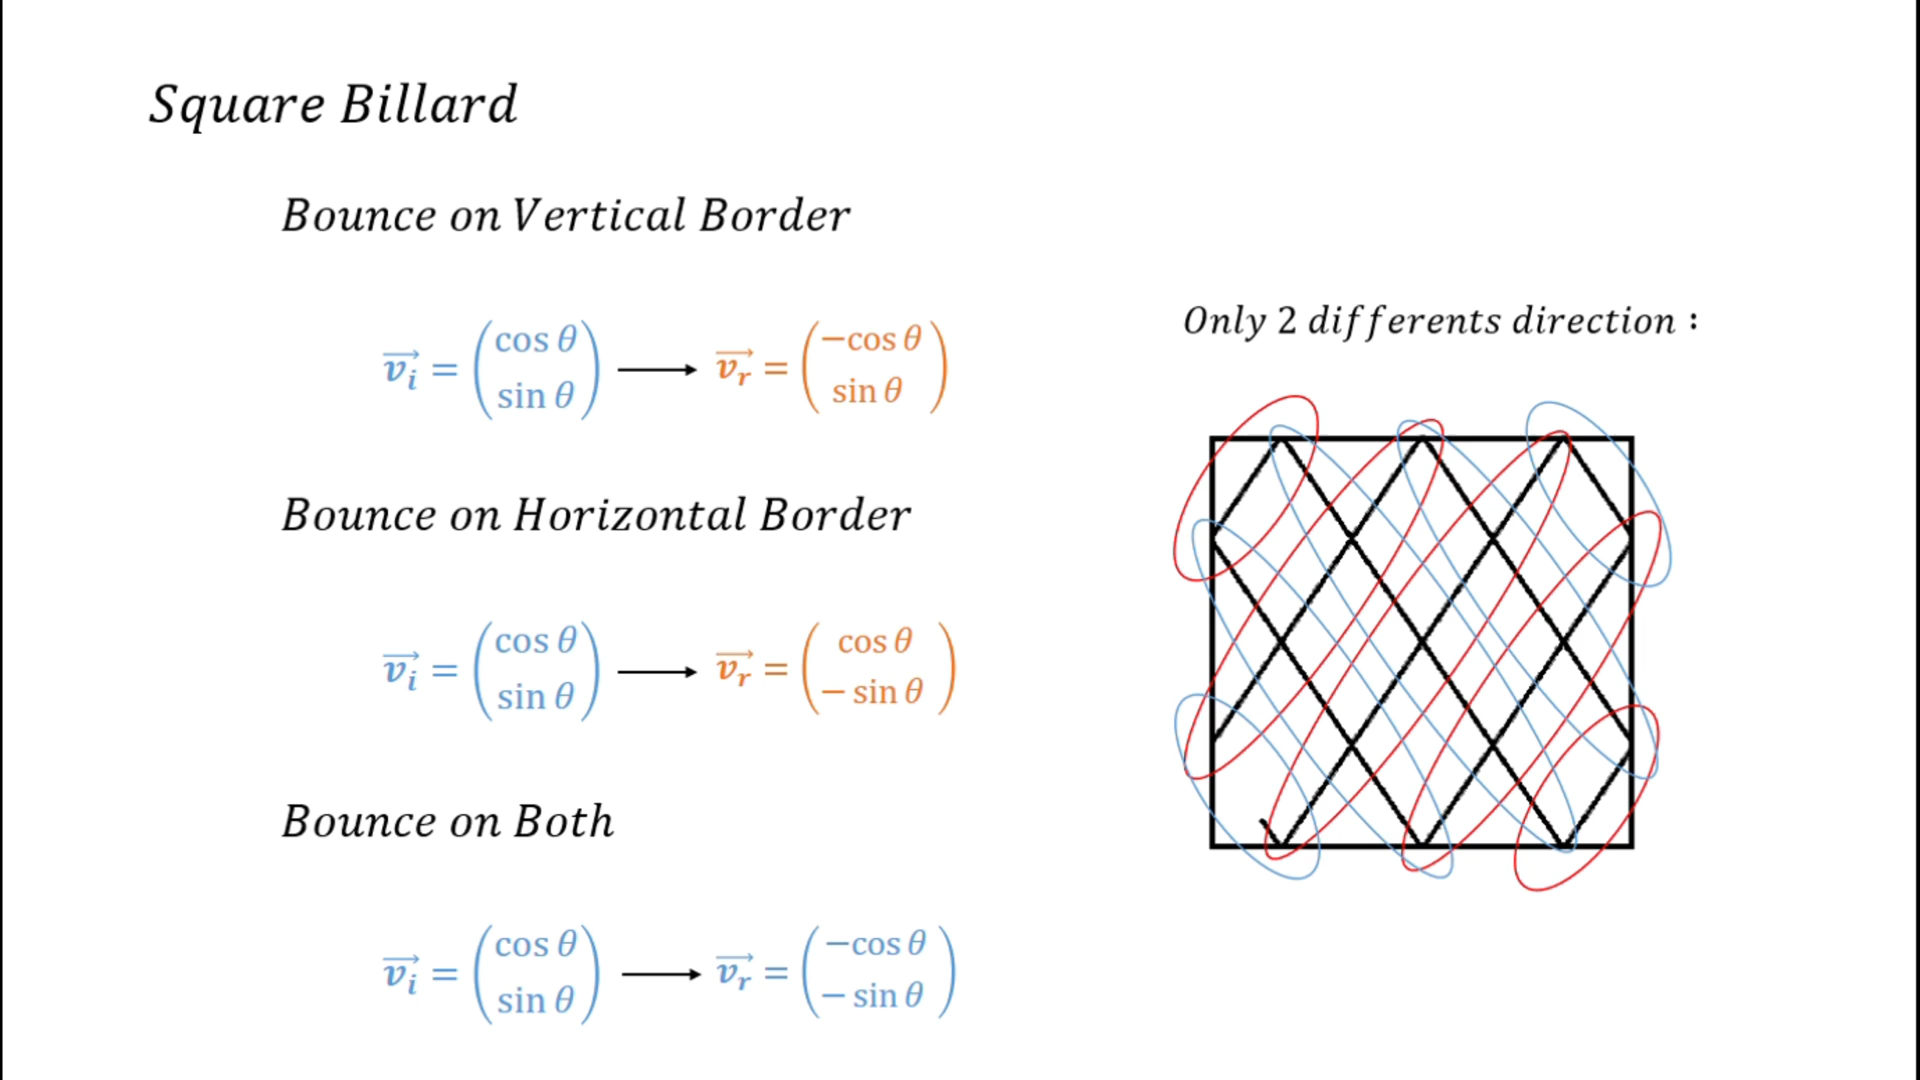 Square Billard
Bounce on Vertical Border
v⃗ᵢ = (cos θ sin θ) ⟶ v⃗ᵣ = (−cos θ sin θ)
Bounce on Horizontal Border
v⃗ᵢ = (cos θ sin θ) ⟶ v⃗ᵣ = (cos θ − sin θ)
Bounce on Both
v⃗ᵢ = (cos θ sin θ) ⟶ v⃗ᵣ = (−cos θ − sin θ)
Only 2 differents direction :